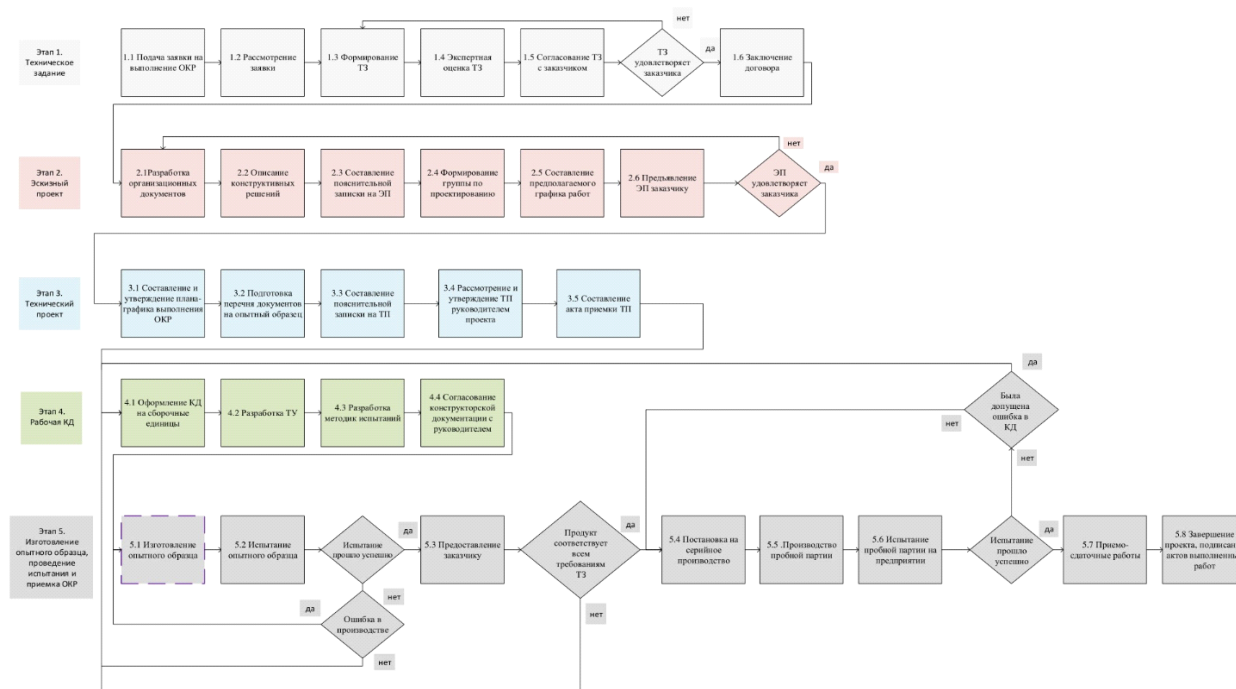 нет
Этап 1.
Техническое
задание
1.1 Подача заявки на
выполнение ОКР
1.2 Рассмотрение
заявки
1.3 Формирование
ТЗ
1.4 Экспертная
оценка ТЗ
1.5 Согласование ТЗ
с заказчиком
ТЗ
удовлетворяет
заказчика
да
1.6 Заключение
договора
нет
Этап 2.
Эскизный
проект
2.1Разработка
организационных
документов
2.2 Описание
конструктивных
решений
2.3 Составление
пояснительной
записки на ЭП
2.4 Формирование
группы по
проектированию
2.5 Составление
предполагаемого
графика работ
2.6 Предъявление
ЭП заказчику
ЭП
удовлетворяет
заказчика
да
Этап 3.
Технический
проект
3.1 Составление и
утверждение плана-
графика выполнения
ОКР
3.2 Подготовка
перечня документов
на опытный образец
3.3 Составление
пояснительной
записки на ТП
3.4 Рассмотрение и
утверждение ТП
руководителем
проекта
3.5 Составление
акта приемки ТП
да
Этап 4.
Рабочая КД
4.1 Оформление КД
на сборочные
единицы
4.2 Разработка ТУ
4.3 Разработка
методик испытаний
4.4 Согласование
конструкторской
документации с
руководителем
Была
допущена
ошибка в
КД
нет
нет
Этап 5.
Изготовление
опытного образца,
проведение
испытания и
приемка ОКР
5.1 Изготовление
опытного образца
5.2 Испытание
опытного образца
Испытание
прошло успешно
да
5.3 Предоставление
заказчику
Продукт
соответствует
всем
требованиям
ТЗ
да
5.4 Постановка на
серийное
производство
5.5 .Производство
пробной партии
5.6 Испытание
пробной партии на
предприятии
Испытание
прошло
успешно
да
5.7 Приемо-
сдаточные работы
5.8 Завершение
проекта, подписан
актов выполненны
работ
нет
да
Ошибка в
производстве
нет
нет